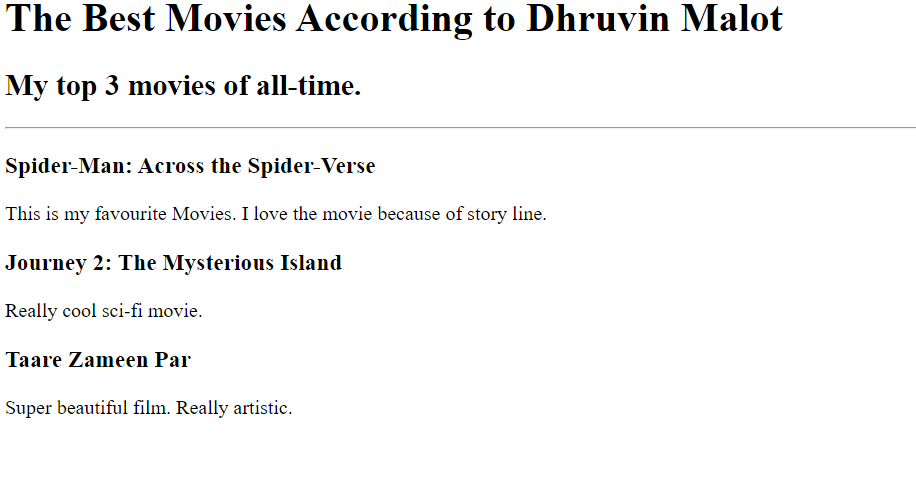 The Best Movies According to Dhruvin Malot
My top 3 movies of all-time.
Spider-Man: Across the Spider-Verse
This is my favourite Movies. I love the movie because of story line.
Journey 2: The Mysterious Island
Really cool sci-fi movie.
Taare Zameen Par
Super beautiful film. Really artistic.